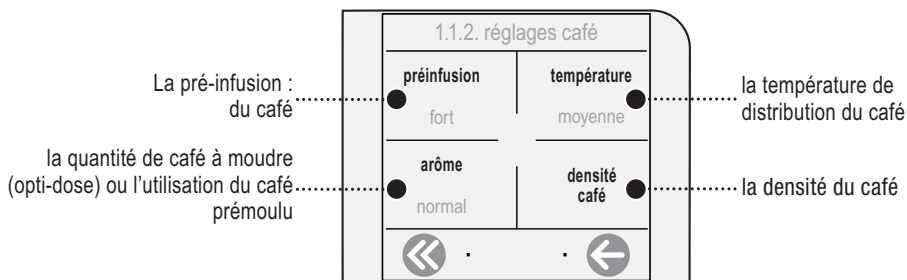 1.1.2. réglages café
préinfusion
fort
température
moyenne
arôme
normal
densité
café
La pré-infusion :
du café
la quantité de café à moudre
(opti-dose) ou l'utilisation du café
prémoulu
la température de
distribution du café
la densité du café